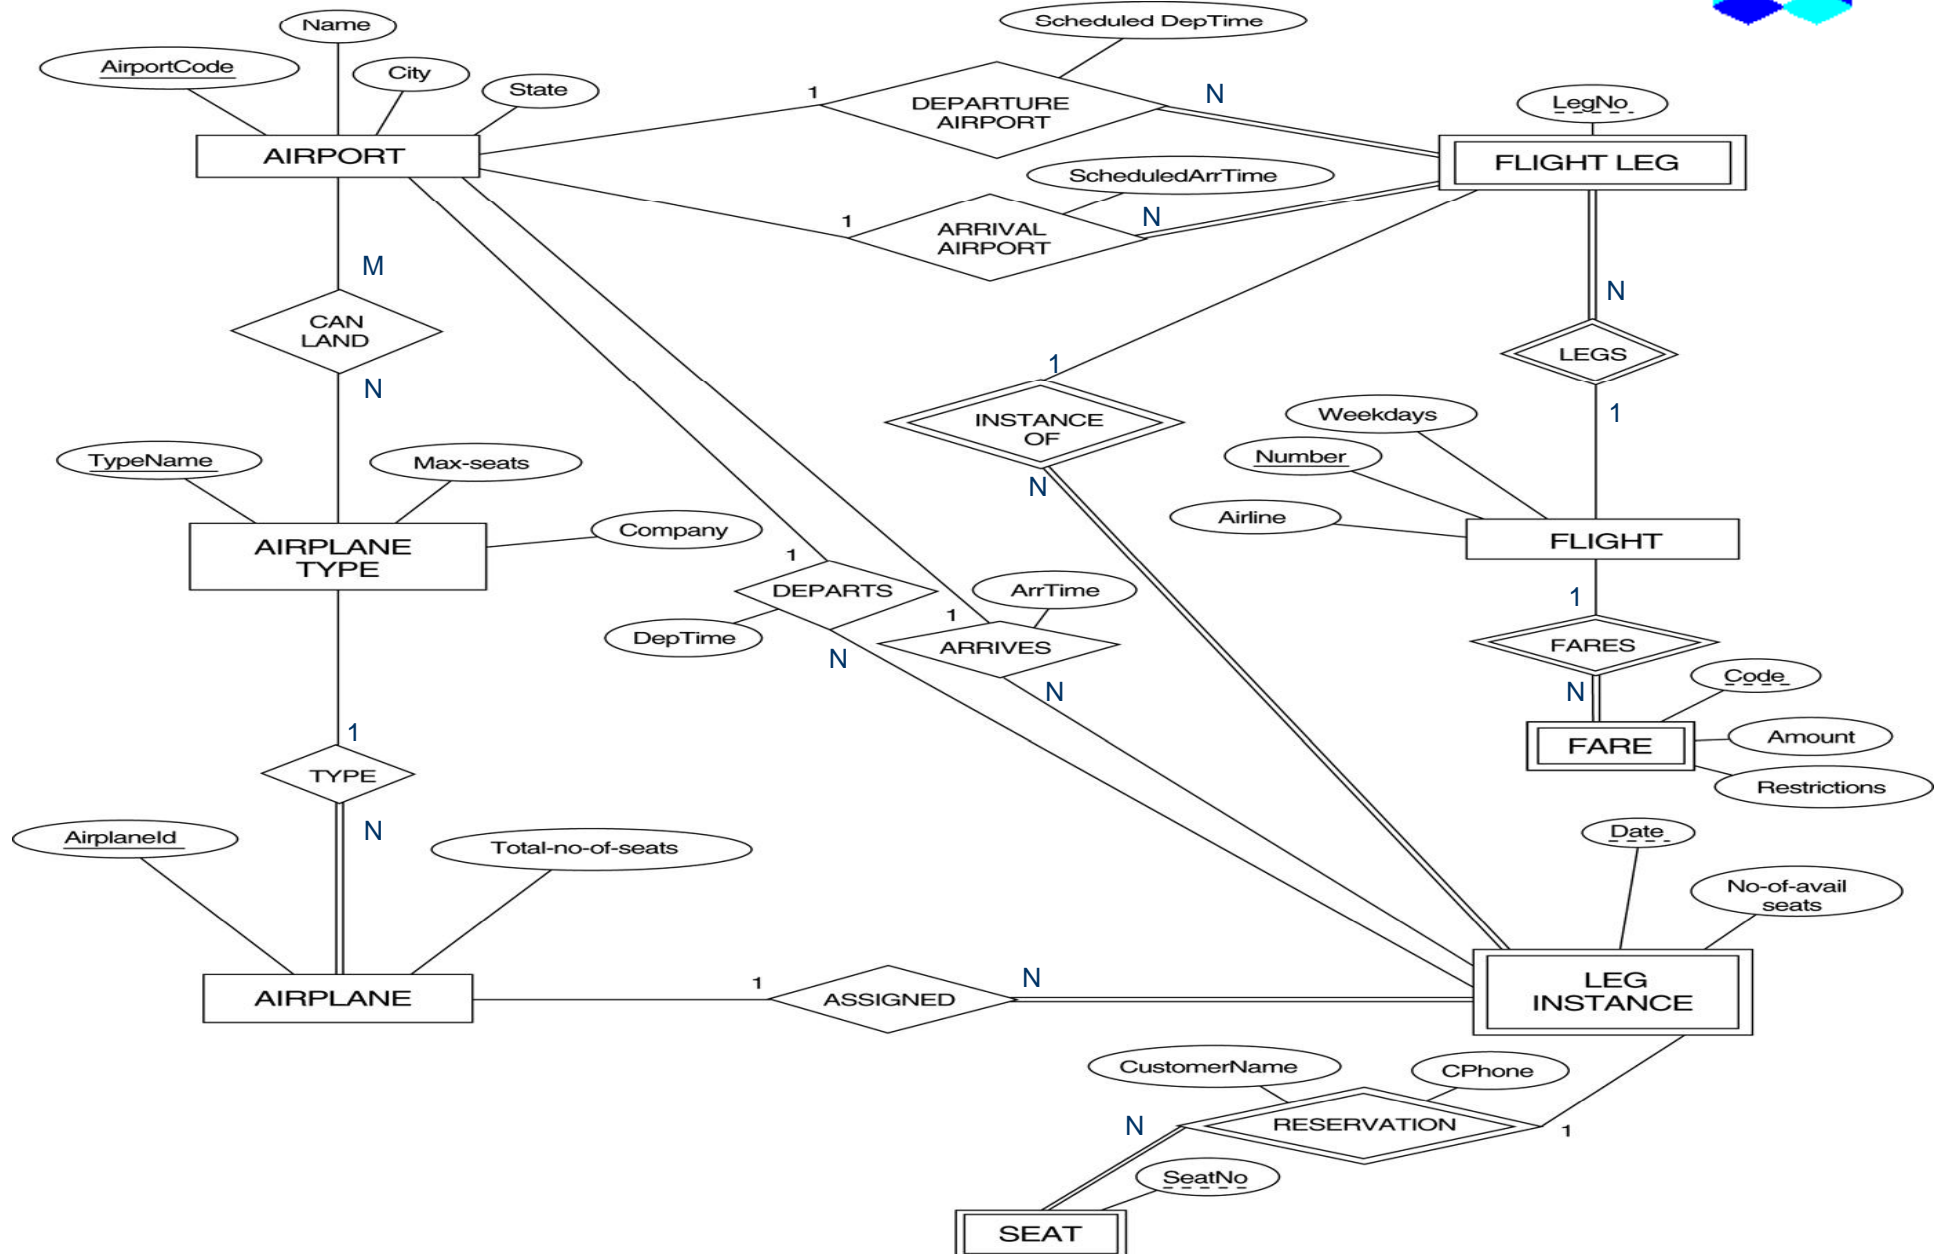 Name
Scheduled DepTime
AirportCode
City
State
1
N
DEPARTURE
AIRPORT
LegNo
AIRPORT
FLIGHT LEG
ScheduledArrTime
1
N
ARRIVAL
AIRPORT
M
N
CAN
LAND
LEGS
N
1
1
INSTANCE
OF
N
Weekdays
Number
Airline
FLIGHT
TypeName
Max-seats
Company
AIRPLANE
TYPE
1
DEPARTS
DepTime
N
ArrTime
1
ARRIVES
N
1
FARES
N
Code
FARE
Amount
Restrictions
1
TYPE
N
AirplaneId
Total-no-of-seats
Date
No-of-avail
seats
AIRPLANE
1
ASSIGNED
N
LEG
INSTANCE
CustomerName
CPhone
N
RESERVATION
1
SeatNo
SEAT